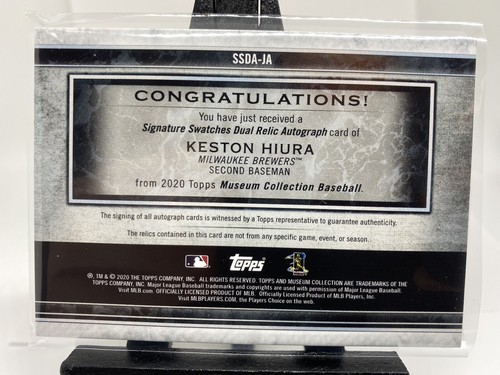 SSDA-JA
CONGRATULATIONS!
You have just received a
Signature Swatches Dual Relic Autograph card of
KESTON HIURA
MILWAUKEE BREWERS™
SECOND BASEMAN
from 2020 Topps Museum Collection Baseball.
The signing of all autograph cards is witnessed by a Topps representative to guarantee authenticity.
The relics contained in this card are not from any specific game, event, or season.
Topps
®, TM & © 2020 THE TOPPS COMPANY, INC. ALL RIGHTS RESERVED. TOPPS AND MUSEUM COLLECTION ARE TRADEMARKS OF THE
TOPPS COMPANY, INC. Major League Baseball trademarks and copyrights are used with permission of Major League Baseball.
Visit MLB.com. OFFICIALLY LICENSED PRODUCT OF MLB. Officially Licensed Product of MLB Players, Inc.
Visit MLBPLAYERS.COM, the Players Choice on the web.